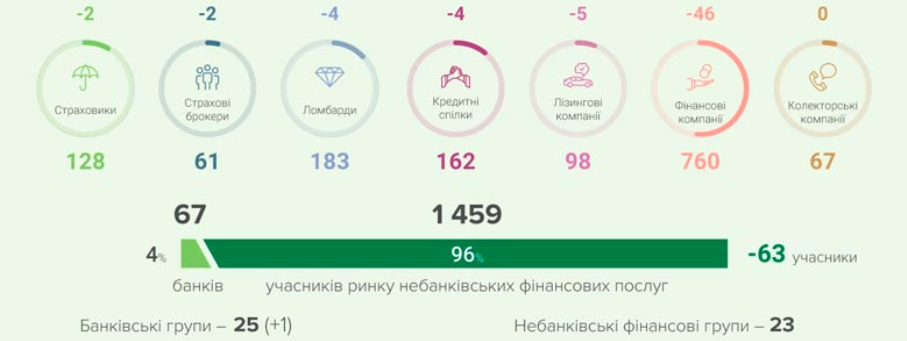 -2 -2 -4 -4 -5 -46 0
Страховики Страхові брокери Ломбарди Кредитні спілки Лізингові компанії Фінансові компанії Колекторські компанії
128 61 183 162 98 760 67
67 1 459
4% 96% -63 учасники
банків учасників ринку небанківських фінансових послуг
Банківські групи – 25 (+1) Небанківські фінансові групи – 23